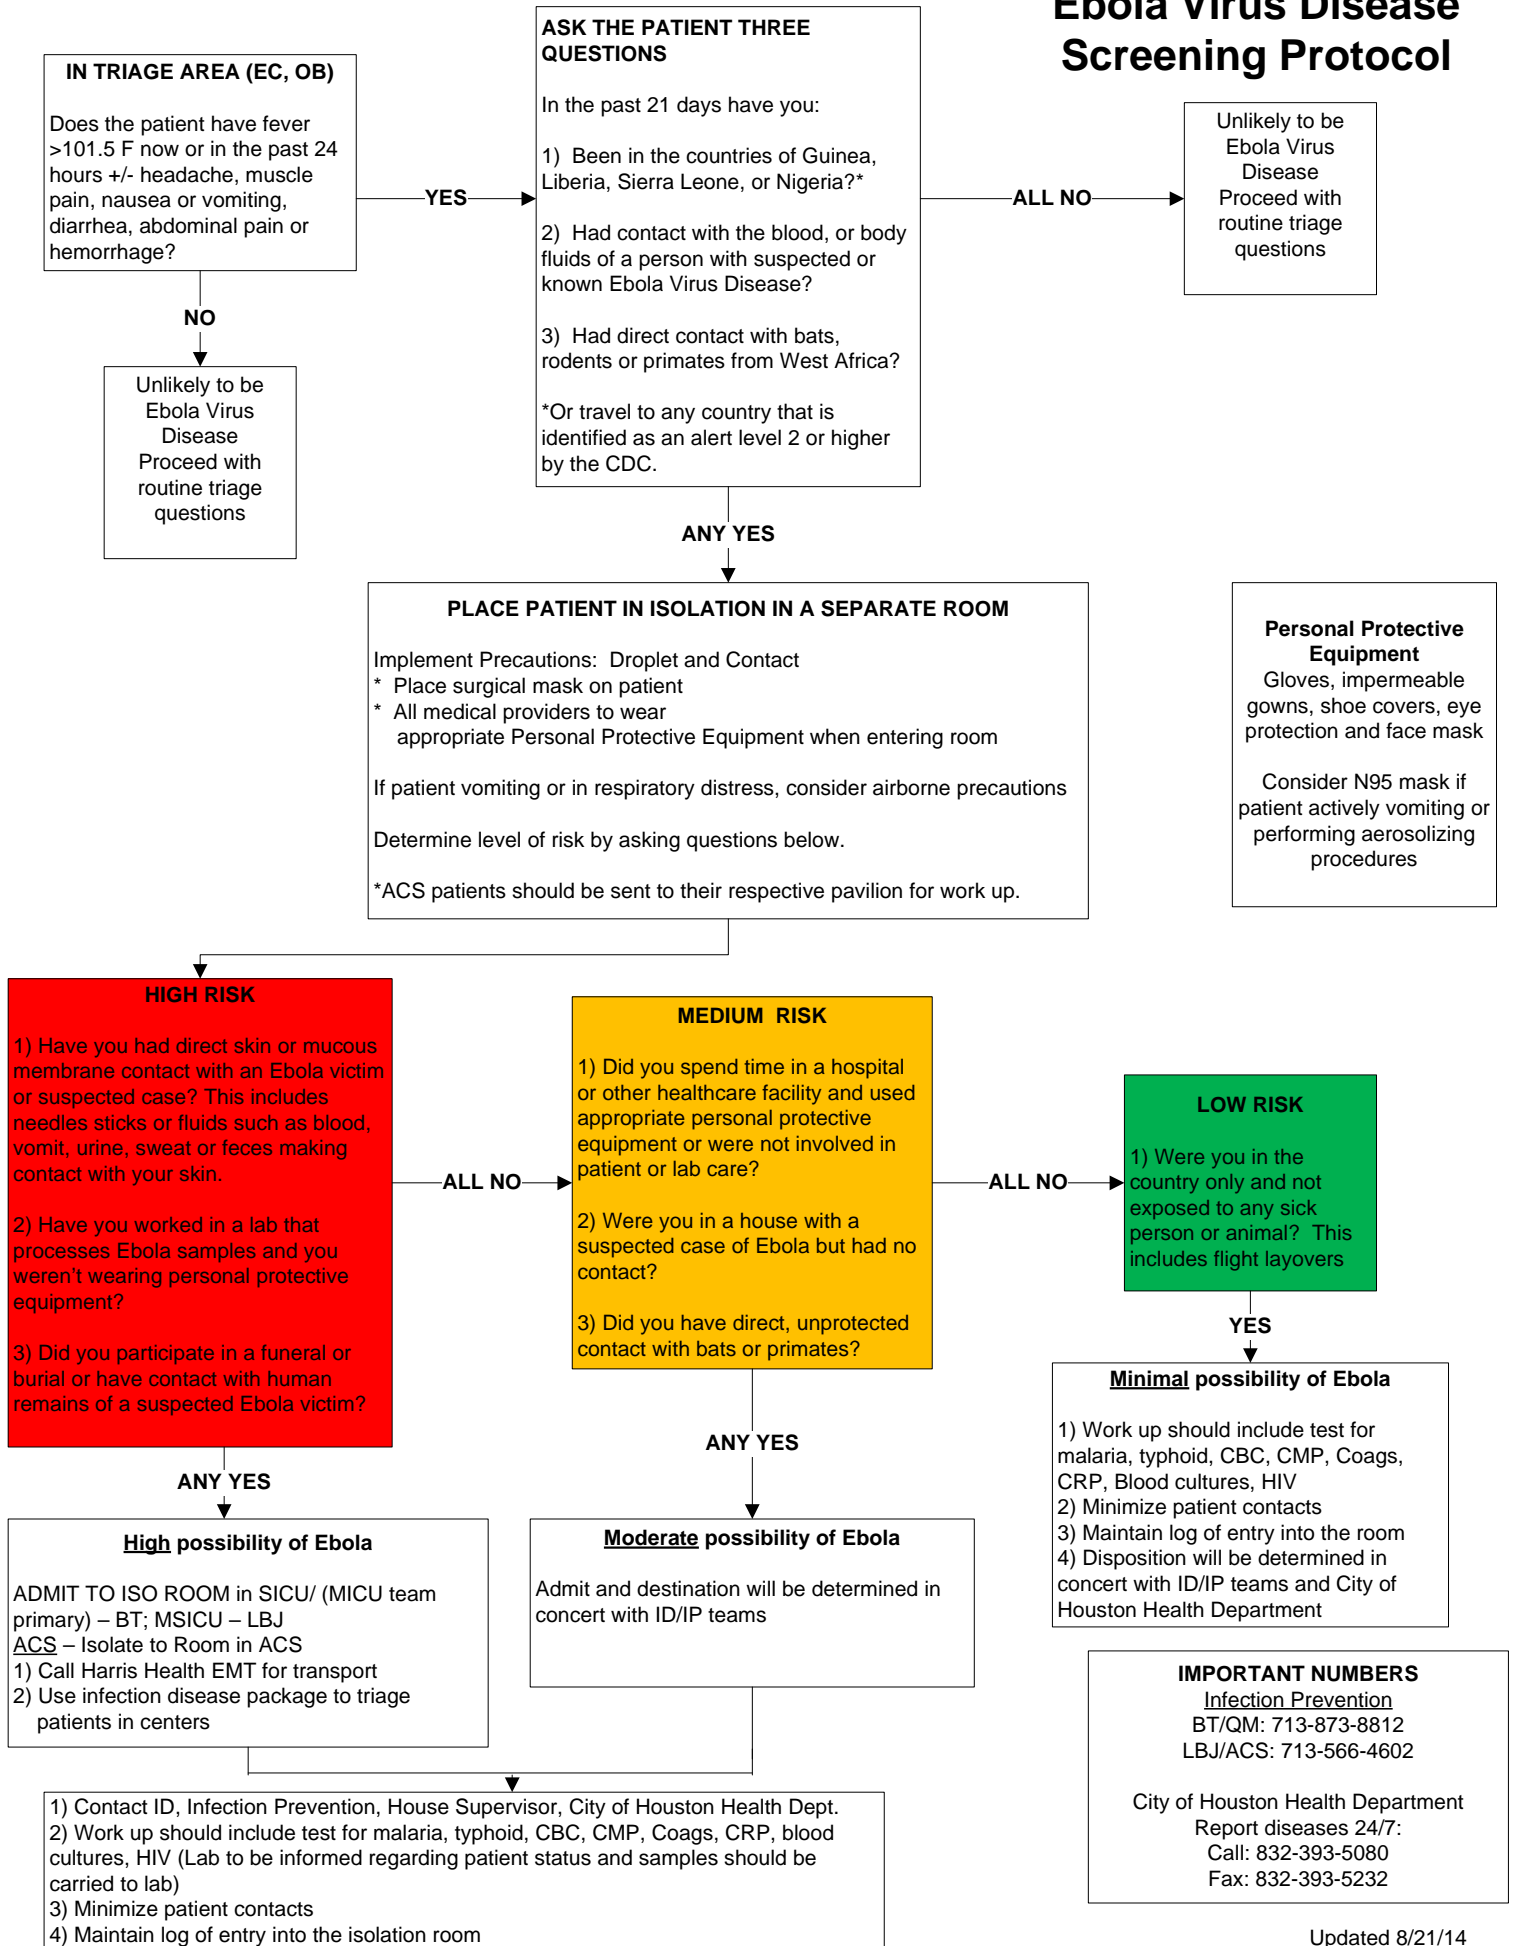 Ebola Virus Disease
Screening Protocol
IN TRIAGE AREA (EC, OB)
Does the patient have fever
>101.5 F now or in the past 24
hours +/- headache, muscle
pain, nausea or vomiting,
diarrhea, abdominal pain or
hemorrhage?
YES
NO
Unlikely to be
Ebola Virus
Disease
Proceed with
routine triage
questions
ASK THE PATIENT THREE
QUESTIONS
In the past 21 days have you:
1) Been in the countries of Guinea,
Liberia, Sierra Leone, or Nigeria?*
2) Had contact with the blood, or body
fluids of a person with suspected or
known Ebola Virus Disease?
3) Had direct contact with bats,
rodents or primates from West Africa?
*Or travel to any country that is
identified as an alert level 2 or higher
by the CDC.
ALL NO
Unlikely to be
Ebola Virus
Disease
Proceed with
routine triage
questions
ANY YES
PLACE PATIENT IN ISOLATION IN A SEPARATE ROOM
Implement Precautions: Droplet and Contact
* Place surgical mask on patient
* All medical providers to wear
appropriate Personal Protective Equipment when entering room
If patient vomiting or in respiratory distress, consider airborne precautions
Determine level of risk by asking questions below.
*ACS patients should be sent to their respective pavilion for work up.
Personal Protective
Equipment
Gloves, impermeable
gowns, shoe covers, eye
protection and face mask
Consider N95 mask if
patient actively vomiting or
performing aerosolizing
procedures
HIGH RISK
1) Have you had direct skin or mucous
membrane contact with an Ebola victim
or suspected case? This includes
needles sticks or fluids such as blood,
vomit, urine, sweat or feces making
contact with your skin.
2) Have you worked in a lab that
processes Ebola samples and you
weren't wearing personal protective
equipment?
3) Did you participate in a funeral or
burial or have contact with human
remains of a suspected Ebola victim?
ALL NO
MEDIUM RISK
1) Did you spend time in a hospital
or other healthcare facility and used
appropriate personal protective
equipment or were not involved in
patient or lab care?
2) Were you in a house with a
suspected case of Ebola but had no
contact?
3) Did you have direct, unprotected
contact with bats or primates?
ALL NO
LOW RISK
1) Were you in the
country only and not
exposed to any sick
person or animal? This
includes flight layovers
ANY YES
ANY YES
YES
High possibility of Ebola
ADMIT TO ISO ROOM in SICU/ (MICU team
primary) – BT; MSICU – LBJ
ACS – Isolate to Room in ACS
1) Call Harris Health EMT for transport
2) Use infection disease package to triage
patients in centers
Moderate possibility of Ebola
Admit and destination will be determined in
concert with ID/IP teams
Minimal possibility of Ebola
1) Work up should include test for
malaria, typhoid, CBC, CMP, Coags,
CRP, Blood cultures, HIV
2) Minimize patient contacts
3) Maintain log of entry into the room
4) Disposition will be determined in
concert with ID/IP teams and City of
Houston Health Department
1) Contact ID, Infection Prevention, House Supervisor, City of Houston Health Dept.
2) Work up should include test for malaria, typhoid, CBC, CMP, Coags, CRP, blood
cultures, HIV (Lab to be informed regarding patient status and samples should be
carried to lab)
3) Minimize patient contacts
4) Maintain log of entry into the isolation room
IMPORTANT NUMBERS
Infection Prevention
BT/QM: 713-873-8812
LBJ/ACS: 713-566-4602
City of Houston Health Department
Report diseases 24/7:
Call: 832-393-5080
Fax: 832-393-5232
Updated 8/21/14